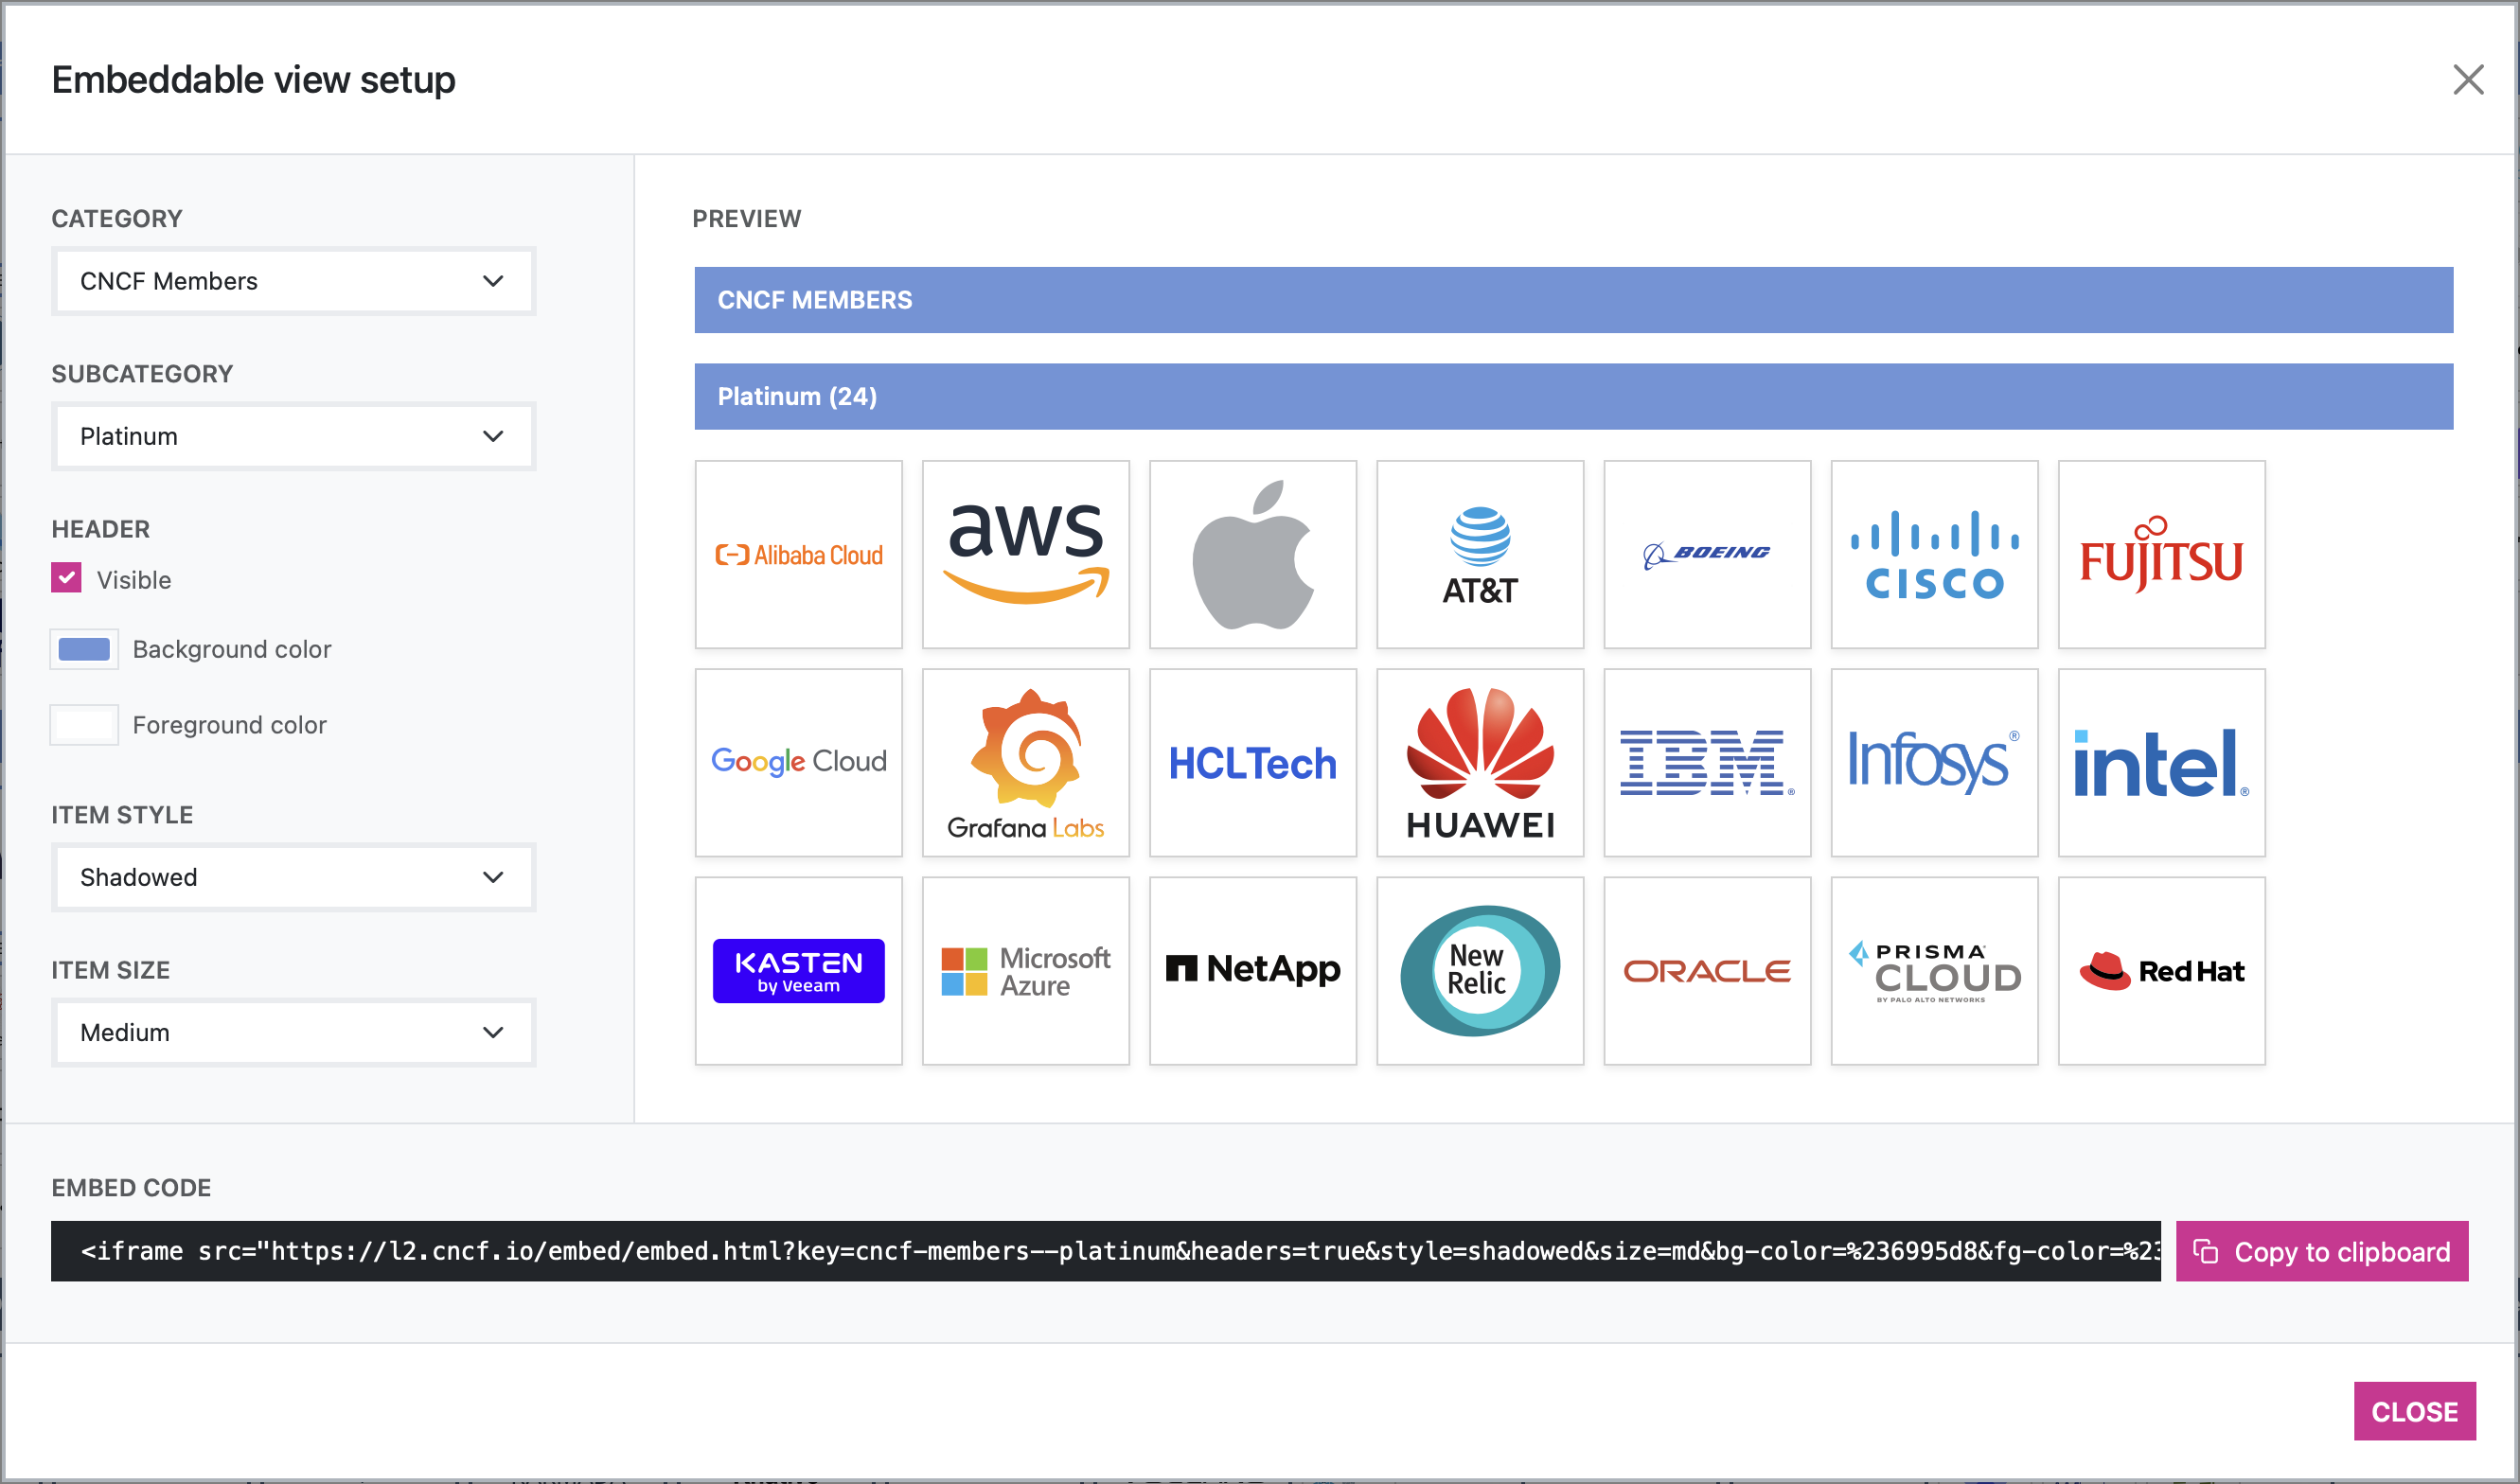 Embeddable view setup
CATEGORY
CNCF Members
SUBCATEGORY
Platinum
HEADER
Visible
Background color
Foreground color
ITEM STYLE
Shadowed
ITEM SIZE
Medium
PREVIEW
CNCF MEMBERS
Platinum (24)
Alibaba Cloud
aws
AT&T
BOEING
CISCO
FUJITSU
Google Cloud
Grafana Labs
HCLTech
HUAWEI
IBM®
Infosys®
intel®
KASTEN
by Veeam
Microsoft
Azure
NetApp
New
Relic
ORACLE
PRISMA
CLOUD
BY PALO ALTO NETWORKS
Red Hat
EMBED CODE
<iframe src="https://l2.cncf.io/embed/embed.html?key=cncf-members--platinum&headers=true&style=shadowed&size=md&bg-color=%236995d8&fg-color=%23
Copy to clipboard
CLOSE